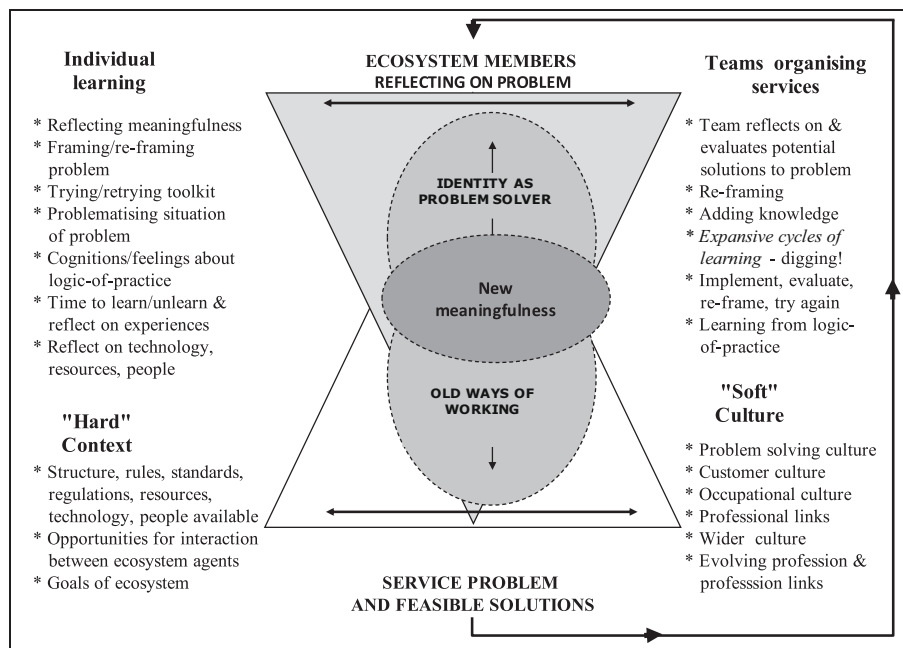 Individual
learning
* Reflecting meaningfulness
* Framing/re-framing
problem
* Trying/retrying toolkit
* Problematising situation
of problem
* Cognitions/feelings about
logic-of-practice
* Time to learn/unlearn &
reflect on experiences
* Reflect on technology,
resources, people
"Hard"
Context
* Structure, rules, standards,
regulations, resources,
technology, people available
* Opportunities for interaction
between ecosystem agents
* Goals of ecosystem
ECOSYSTEM MEMBERS
REFLECTING ON PROBLEM
IDENTITY AS
PROBLEM SOLVER
New
meaningfulness
OLD WAYS OF
WORKING
SERVICE PROBLEM
AND FEASIBLE SOLUTIONS
Teams organising
services
* Team reflects on &
evaluates potential
solutions to problem
* Re-framing
* Adding knowledge
* Expansive cycles of
learning - digging!
* Implement, evaluate,
re-frame, try again
* Learning from logic-
of-practice
"Soft"
Culture
* Problem solving culture
* Customer culture
* Occupational culture
* Professional links
* Wider culture
* Evolving profession &
professsion links